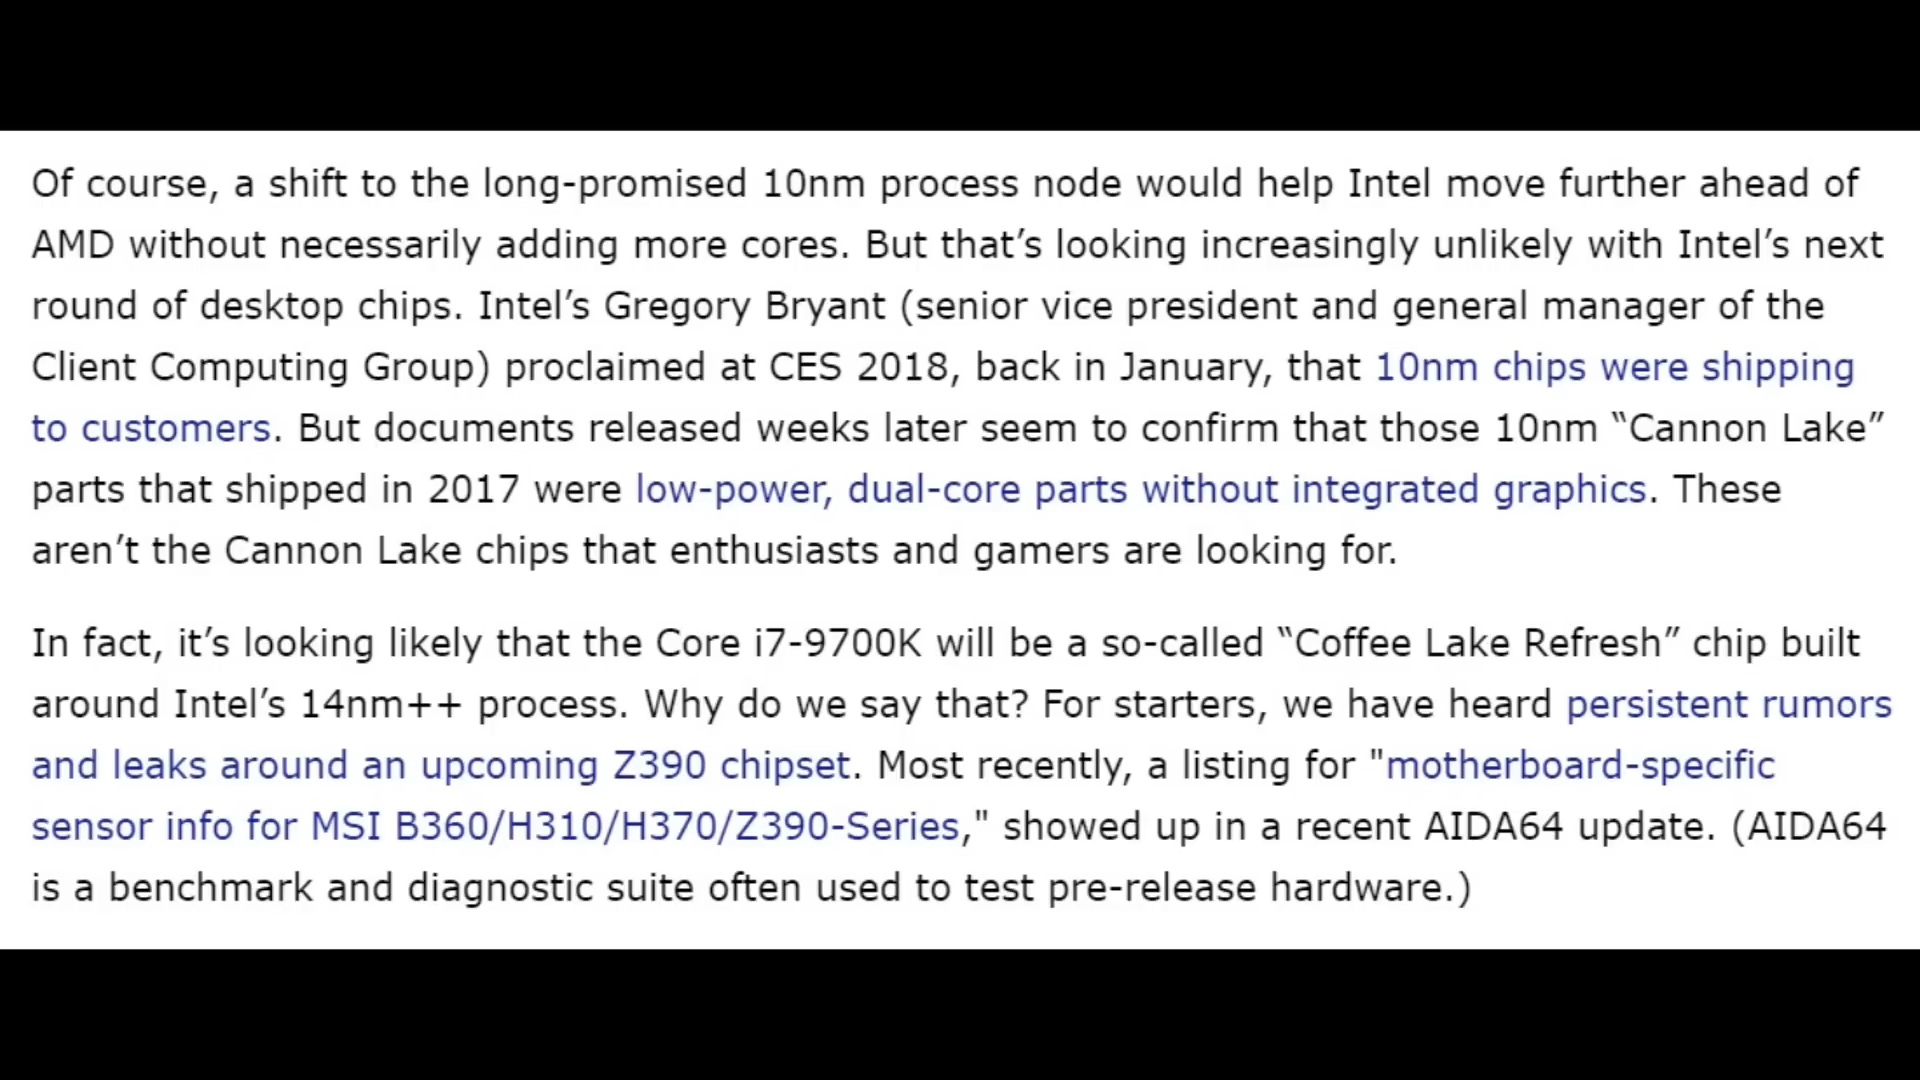 Of course, a shift to the long-promised 10nm process node would help Intel move further ahead of
AMD without necessarily adding more cores. But that’s looking increasingly unlikely with Intel’s next
round of desktop chips. Intel’s Gregory Bryant (senior vice president and general manager of the
Client Computing Group) proclaimed at CES 2018, back in January, that 10nm chips were shipping
to customers. But documents released weeks later seem to confirm that those 10nm “Cannon Lake”
parts that shipped in 2017 were low-power, dual-core parts without integrated graphics. These
aren’t the Cannon Lake chips that enthusiasts and gamers are looking for.
In fact, it’s looking likely that the Core i7-9700K will be a so-called “Coffee Lake Refresh” chip built
around Intel’s 14nm++ process. Why do we say that? For starters, we have heard persistent rumors
and leaks around an upcoming Z390 chipset. Most recently, a listing for "motherboard-specific
sensor info for MSI B360/H310/H370/Z390-Series," showed up in a recent AIDA64 update. (AIDA64
is a benchmark and diagnostic suite often used to test pre-release hardware.)